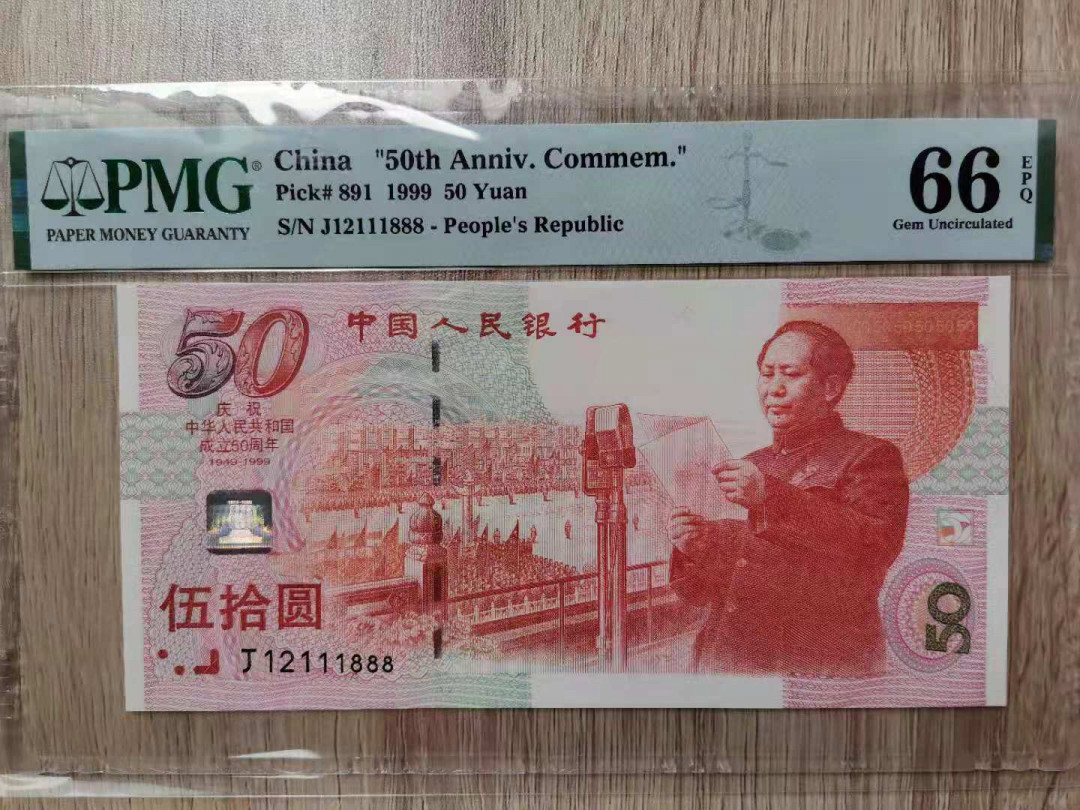 PMG®
PAPER MONEY GUARANTY
China "50th Anniv. Commem."
Pick# 891 1999 50 Yuan
S/N J12111888 - People's Republic
66
EPQ
Gem Uncirculated
50
中国人民银行
庆祝
中华人民共和国
成立50周年
1949-1999
伍拾圆
J12111888
50